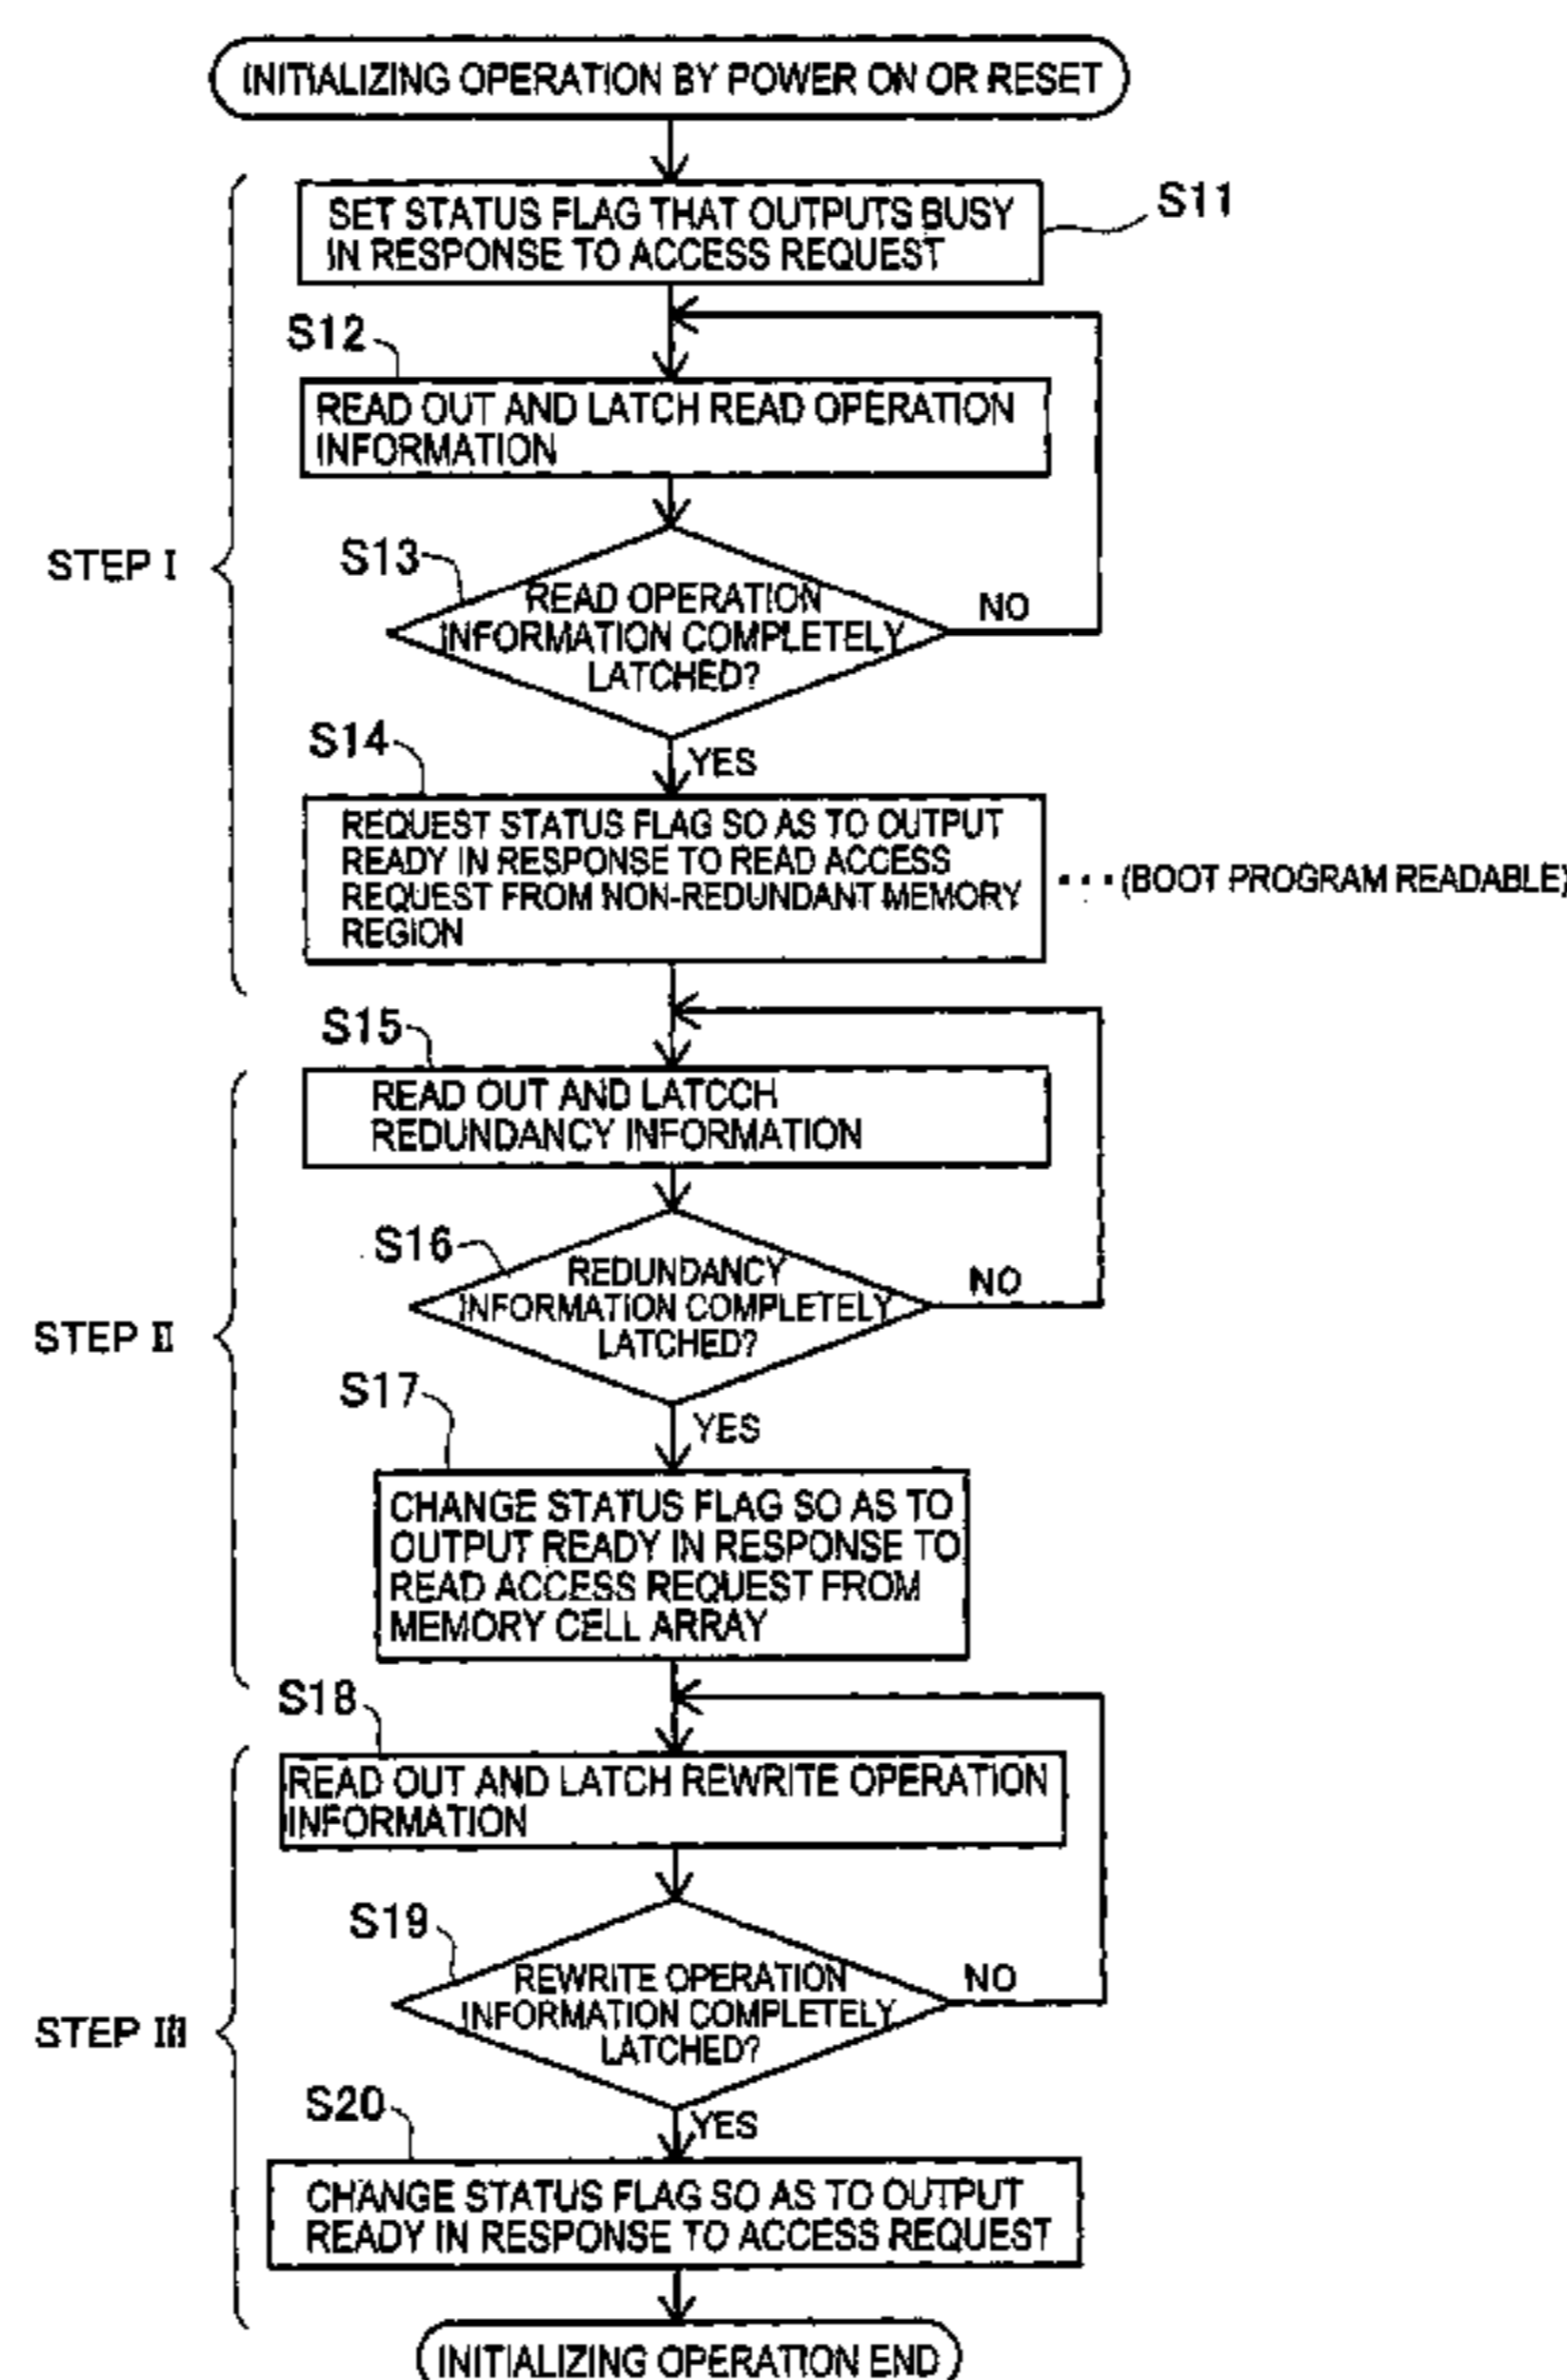 INITIALIZING OPERATION BY POWER ON OR RESET
SET STATUS FLAG THAT OUTPUTS BUSY
IN RESPONSE TO ACCESS REQUEST
S11
S12
READ OUT AND LATCH READ OPERATION
INFORMATION
STEP I
S13
READ OPERATION
INFORMATION COMPLETELY
LATCHED?
NO
YES
S14
REQUEST STATUS FLAG SO AS TO OUTPUT
READY IN RESPONSE TO READ ACCESS
REQUEST FROM NON-REDUNDANT MEMORY
REGION
···(BOOT PROGRAM READABLE)
S15
READ OUT AND LATCCH
REDUNDANCY INFORMATION
STEP II
S16
REDUNDANCY
INFORMATION COMPLETELY
LATCHED?
NO
YES
S17
CHANGE STATUS FLAG SO AS TO
OUTPUT READY IN RESPONSE TO
READ ACCESS REQUEST FROM
MEMORY CELL ARRAY
S18
READ OUT AND LATCH REWRITE OPERATION
INFORMATION
STEP III
S19
REWRITE OPERATION
INFORMATION COMPLETELY
LATCHED?
NO
YES
S20
CHANGE STATUS FLAG SO AS TO OUTPUT
READY IN RESPONSE TO ACCESS REQUEST
INITIALIZING OPERATION END